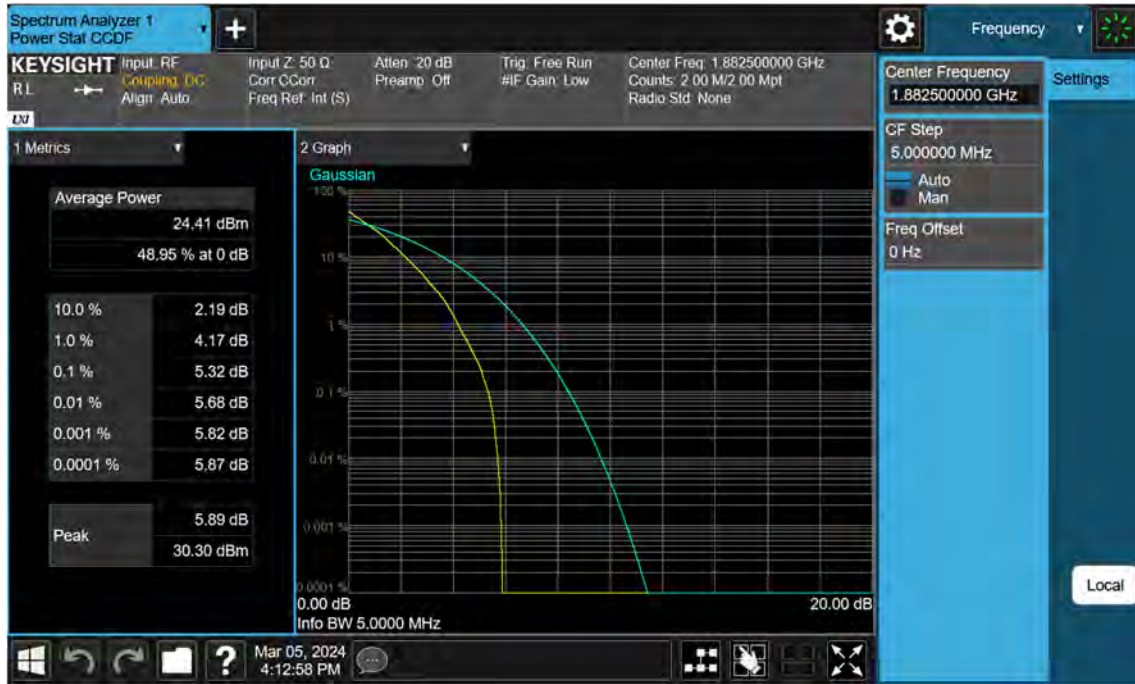 Spectrum Analyzer 1
Power Stat CCDF
Frequency
KEYSIGHT
RL
LXI
Input: RF
Coupling: DC
Align: Auto
Input Z: 50 Ω
Corr CCorr
Freq Ref: Int (S)
Atten: 20 dB
Preamp: Off
Trig: Free Run
#IF Gain: Low
Center Freq: 1.882500000 GHz
Counts: 2.00 M/2.00 Mpt
Radio Std: None
Center Frequency
1.882500000 GHz
Settings
CF Step
5.000000 MHz
Auto
Man
Freq Offset
0 Hz
Local
1 Metrics
Average Power
24.41 dBm
48.95 % at 0 dB
10.0 % 2.19 dB
1.0 % 4.17 dB
0.1 % 5.32 dB
0.01 % 5.68 dB
0.001 % 5.82 dB
0.0001 % 5.87 dB
Peak
5.89 dB
30.30 dBm
2 Graph
Gaussian
100 %
10 %
1 %
0.1 %
0.01 %
0.001 %
0.0001 %
0.00 dB 20.00 dB
Info BW 5.0000 MHz
?
Mar 05, 2024
4:12:58 PM